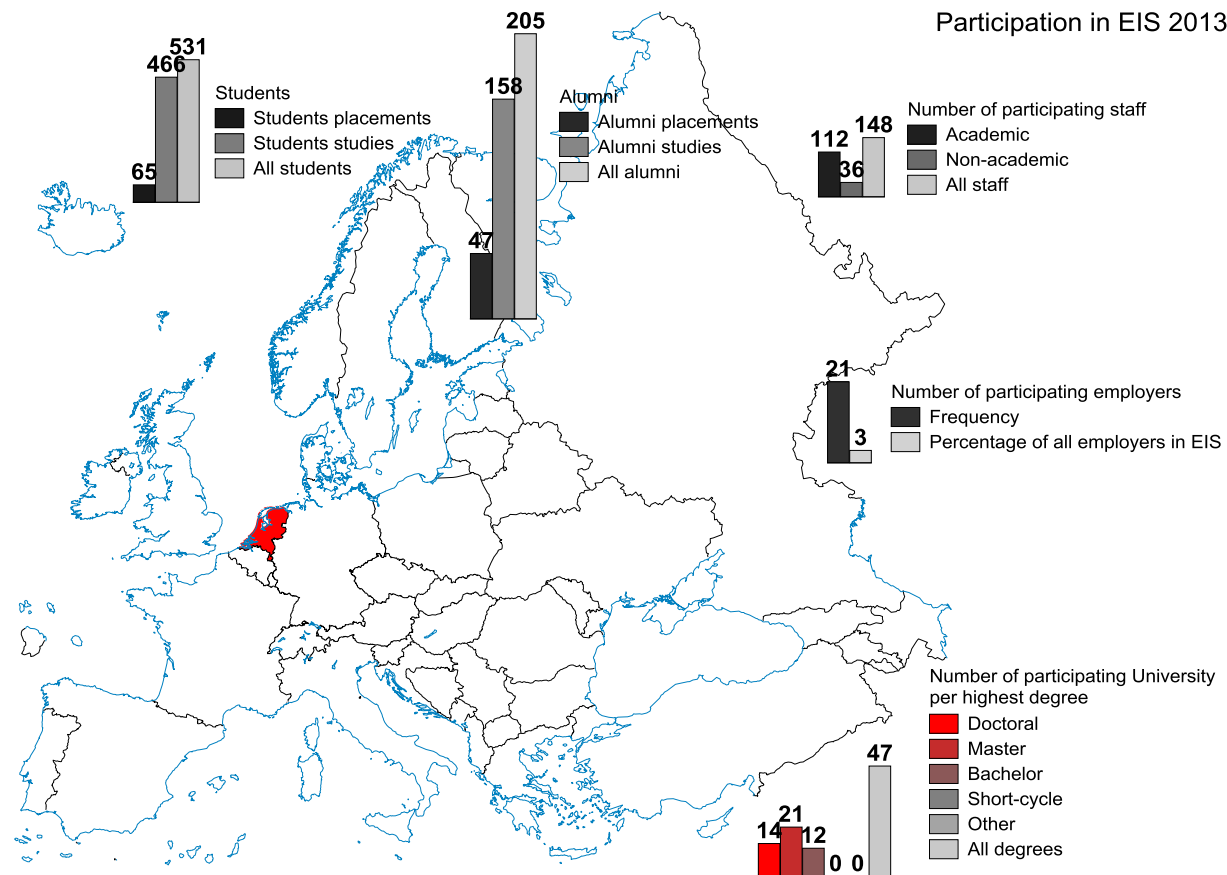 Participation in EIS 2013
65
466
531
Students
Students placements
Students studies
All students
47
158
205
Alumni
Alumni placements
Alumni studies
All alumni
112
36
148
Number of participating staff
Academic
Non-academic
All staff
21
3
Number of participating employers
Frequency
Percentage of all employers in EIS
14
21
12
0
0
47
Number of participating University
per highest degree
Doctoral
Master
Bachelor
Short-cycle
Other
All degrees